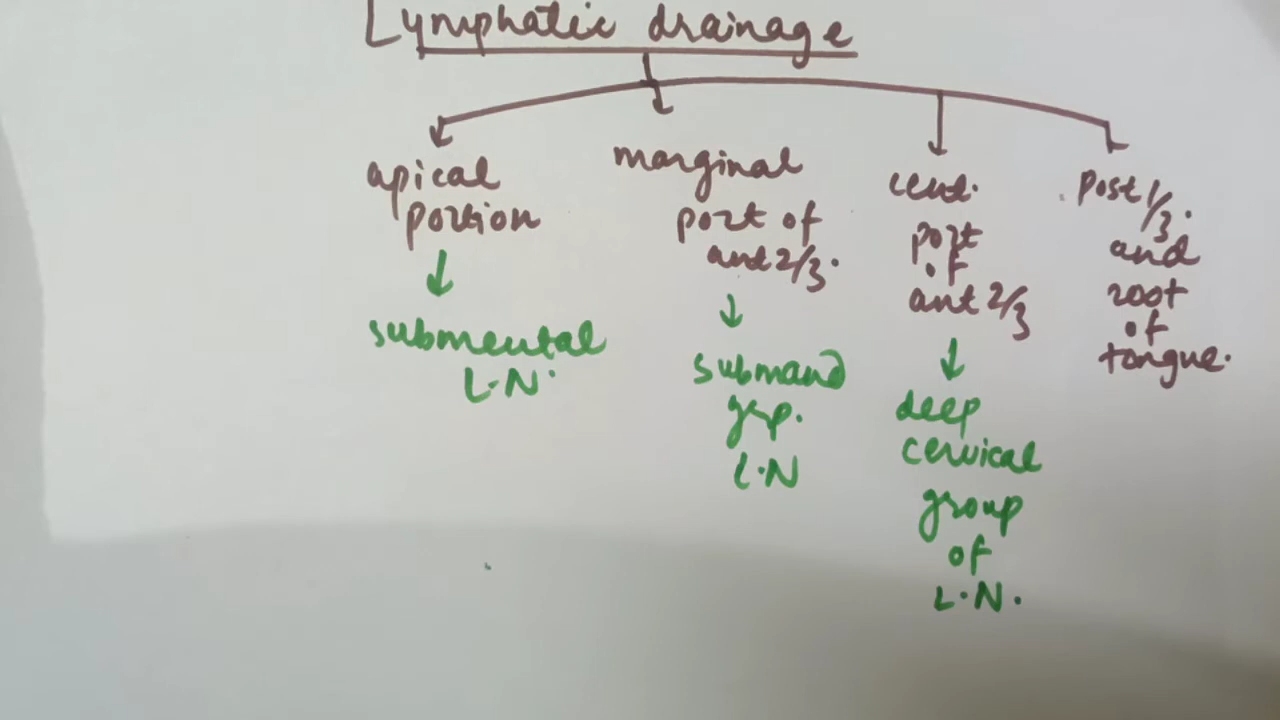 Lymphatic drainage
apical
portion
submental
L.N.
marginal
port of
ant 2/3.
submand
grp.
L.N
cent.
port
of
ant 2/3
deep
cervical
group
of
L.N.
post 1/3.
and
root
of
tongue.